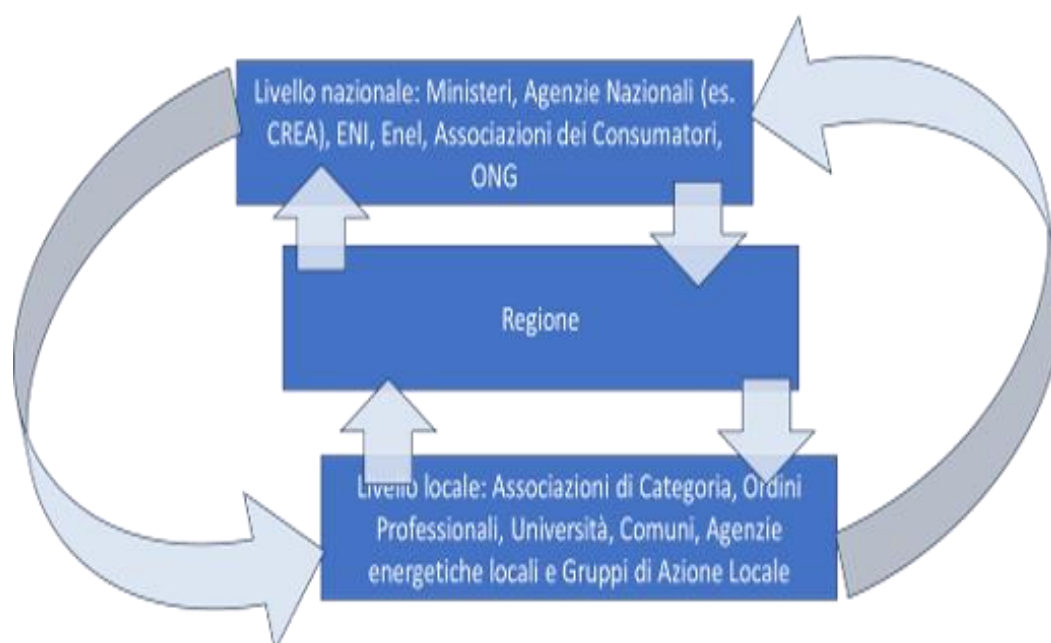 Livello nazionale: Ministeri, Agenzie Nazionali (es.
CREA), ENI, Enel, Associazioni dei Consumatori,
ONG
Regione
Livello locale: Associazioni di Categoria, Ordini
Professionali, Università, Comuni, Agenzie
energetiche locali e Gruppi di Azione Locale